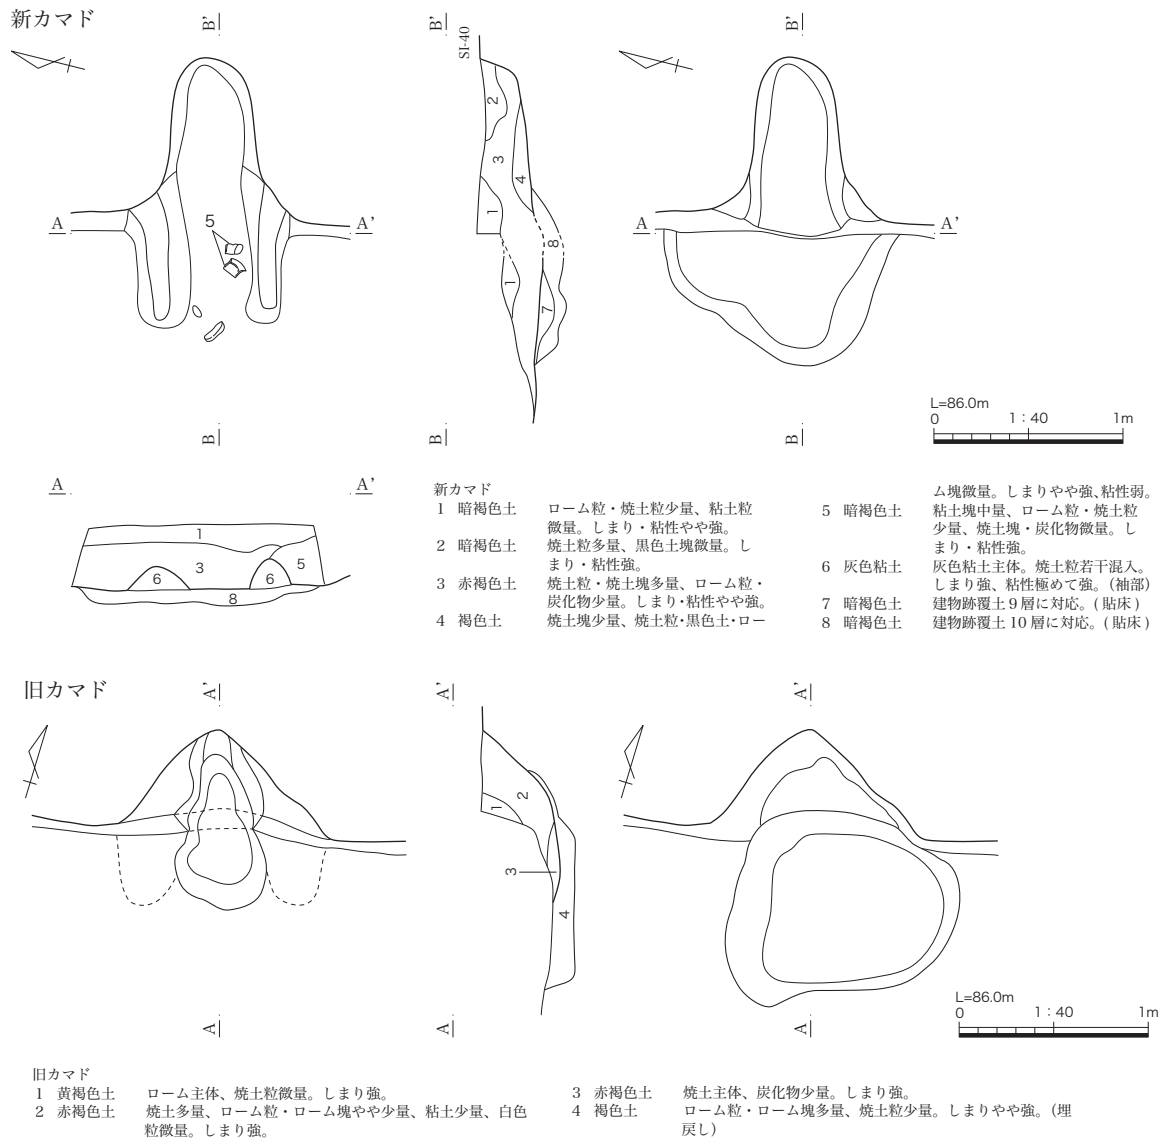 新カマド
B'
B'
B'
SI-40
2
3
4
1
8
1
7
5
A
A'
A
A'
B
B
B
L=86.0m
0 1：40 1m
A
A'
1
3
5
6
6
8
新カマド
1 暗褐色土 ローム粒・焼土粒少量、粘土粒
微量。しまり・粘性やや強。
2 暗褐色土 焼土粒多量、黒色土塊微量。し
まり・粘性強。
3 赤褐色土 焼土粒・焼土塊多量、ローム粒・
炭化物少量。しまり・粘性やや強。
4 褐色土 焼土塊少量、焼土粒・黒色土・ロー
ム塊微量。しまりやや強、粘性弱。
5 暗褐色土 粘土塊中量、ローム粒・焼土粒
少量、焼土塊・炭化物微量。し
まり・粘性強。
6 灰色粘土 灰色粘土主体。焼土粒若干混入。
しまり強、粘性極めて強。（袖部）
7 暗褐色土 建物跡覆土９層に対応。( 貼床 )
8 暗褐色土 建物跡覆土 10 層に対応。( 貼床 )
旧カマド
A'
A'
A'
1
2
3
4
A
A
A
L=86.0m
0 1：40 1m
旧カマド
1 黄褐色土 ローム主体、焼土粒微量。しまり強。
2 赤褐色土 焼土多量、ローム粒・ローム塊やや少量、粘土少量、白色
粒微量。しまり強。
3 赤褐色土 焼土主体、炭化物少量。しまり強。
4 褐色土 ローム粒・ローム塊多量、焼土粒少量。しまりやや強。（埋
戻し）